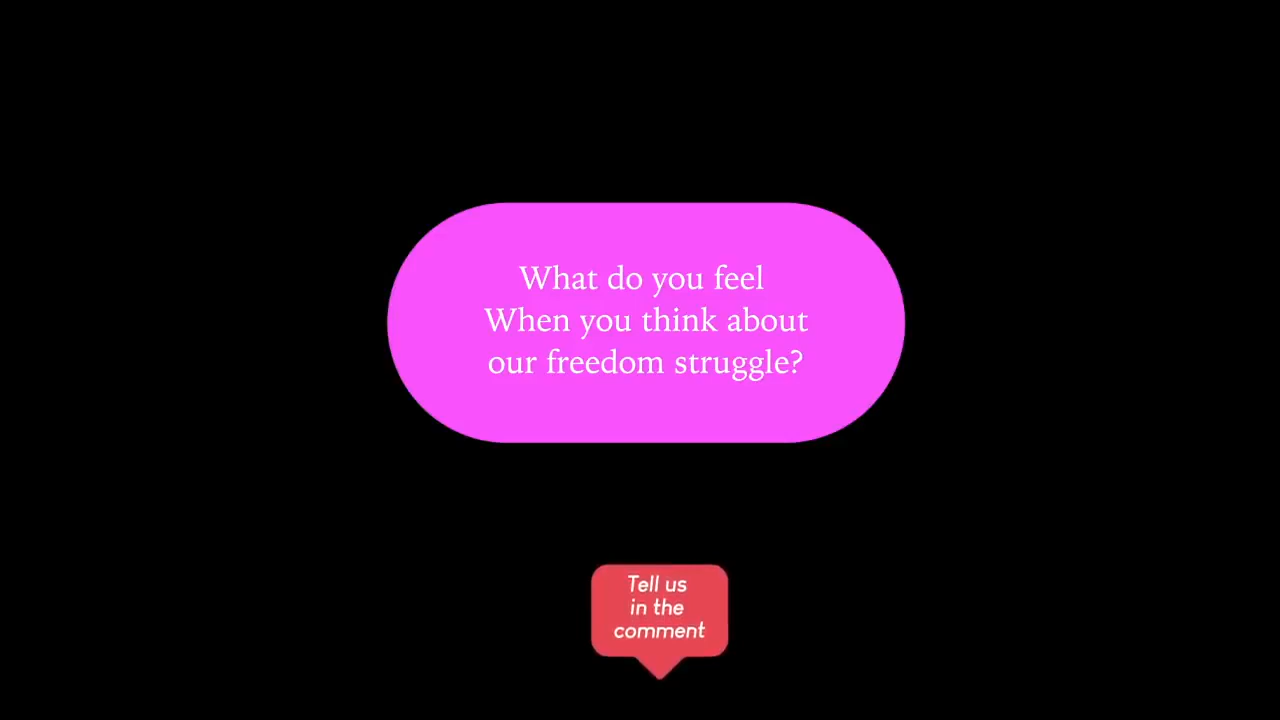 What do you feel
When you think about
our freedom struggle?
Tell us
in the
comment